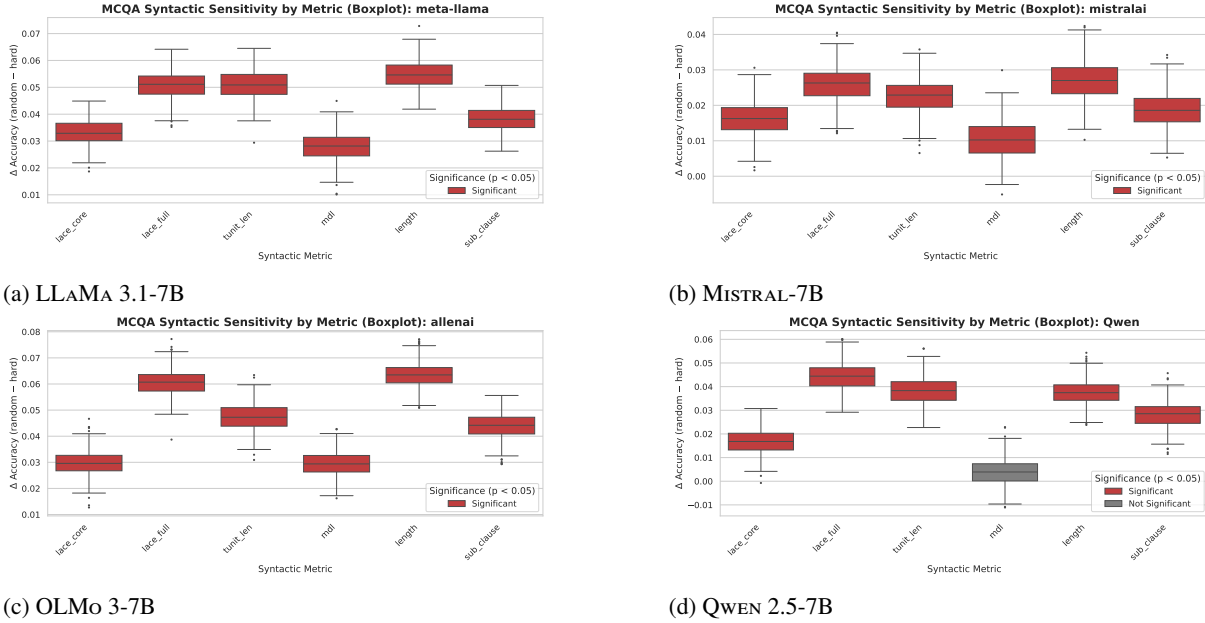 MCQA Syntactic Sensitivity by Metric (Boxplot): meta-llama
Δ Accuracy (random − hard)
0.07
0.06
0.05
0.04
0.03
0.02
0.01
Significance (p < 0.05)
Significant
lace_core
lace_full
tunit_len
mdl
length
sub_clause
Syntactic Metric
(a) LLaMa 3.1-7B
MCQA Syntactic Sensitivity by Metric (Boxplot): mistralai
Δ Accuracy (random − hard)
0.04
0.03
0.02
0.01
0.00
Significance (p < 0.05)
Significant
lace_core
lace_full
tunit_len
mdl
length
sub_clause
Syntactic Metric
(b) Mistral-7B
MCQA Syntactic Sensitivity by Metric (Boxplot): allenai
Δ Accuracy (random − hard)
0.08
0.07
0.06
0.05
0.04
0.03
0.02
0.01
Significance (p < 0.05)
Significant
lace_core
lace_full
tunit_len
mdl
length
sub_clause
Syntactic Metric
(c) OLMo 3-7B
MCQA Syntactic Sensitivity by Metric (Boxplot): Qwen
Δ Accuracy (random − hard)
0.06
0.05
0.04
0.03
0.02
0.01
0.00
−0.01
Significance (p < 0.05)
Significant
Not Significant
lace_core
lace_full
tunit_len
mdl
length
sub_clause
Syntactic Metric
(d) Qwen 2.5-7B